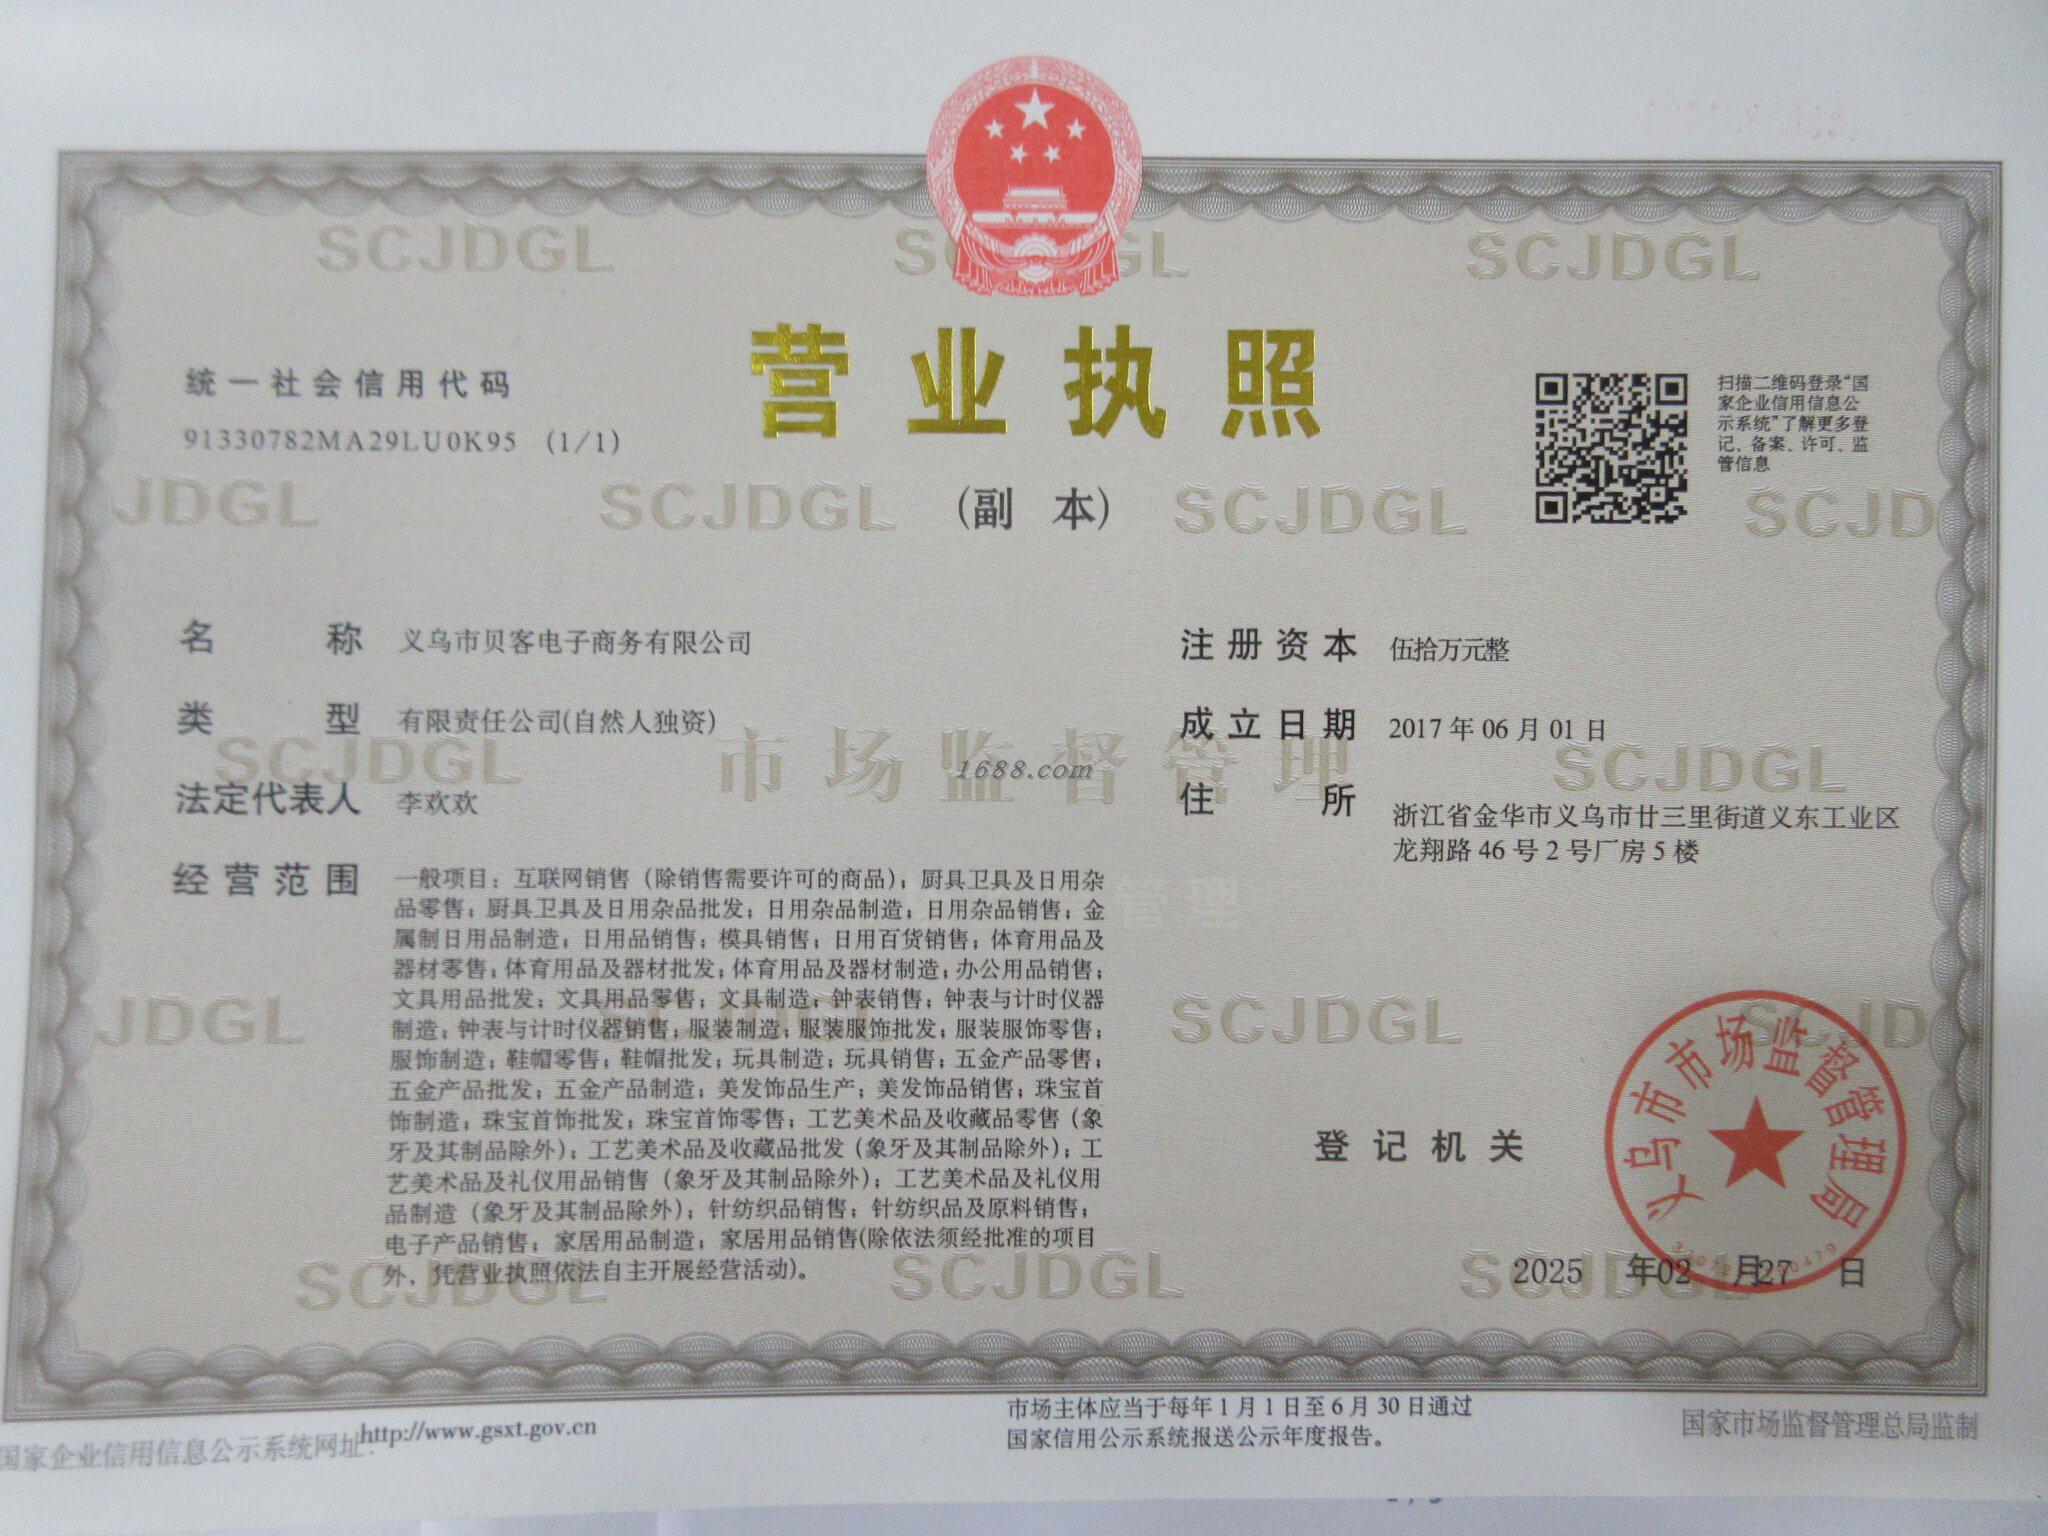 统一社会信用代码
91330782MA29LU0K95 (1/1)
营业执照
(副 本)
扫描二维码登录“国
家企业信用信息公
示系统”了解更多登
记、备案、许可、监
管信息
名 称 义乌市贝客电子商务有限公司
类 型 有限责任公司(自然人独资)
法定代表人 李欢欢
经营范围 一般项目：互联网销售（除销售需要许可的商品）；厨具卫具及日用杂
品零售；厨具卫具及日用杂品批发；日用杂品制造；日用杂品销售；金
属制日用品制造；日用品销售；模具销售；日用百货销售；体育用品及
器材零售；体育用品及器材批发；体育用品及器材制造；办公用品销售；
文具用品批发；文具用品零售；文具制造；钟表销售；钟表与计时仪器
制造；钟表与计时仪器销售；服装制造；服装服饰批发；服装服饰零售；
服饰制造；鞋帽零售；鞋帽批发；玩具制造；玩具销售；五金产品零售；
五金产品批发；五金产品制造；美发饰品生产；美发饰品销售；珠宝首
饰制造；珠宝首饰批发；珠宝首饰零售；工艺美术品及收藏品零售（象
牙及其制品除外）；工艺美术品及收藏品批发（象牙及其制品除外）；工
艺美术品及礼仪用品销售（象牙及其制品除外）；工艺美术品及礼仪用
品制造（象牙及其制品除外）；针纺织品销售；针纺织品及原料销售；
电子产品销售；家居用品制造；家居用品销售(除依法须经批准的项目
外，凭营业执照依法自主开展经营活动)。
注册资本 伍拾万元整
成立日期 2017年06月01日
住 所 浙江省金华市义乌市廿三里街道义东工业区
龙翔路46号2号厂房5楼
1688.com
市场监督管理
SCJDGL
登记机关
义乌市市场监督管理局
2025 年02 月27 日
国家企业信用信息公示系统网址：http://www.gsxt.gov.cn
市场主体应当于每年1月1日至6月30日通过
国家信用公示系统报送公示年度报告。
国家市场监督管理总局监制